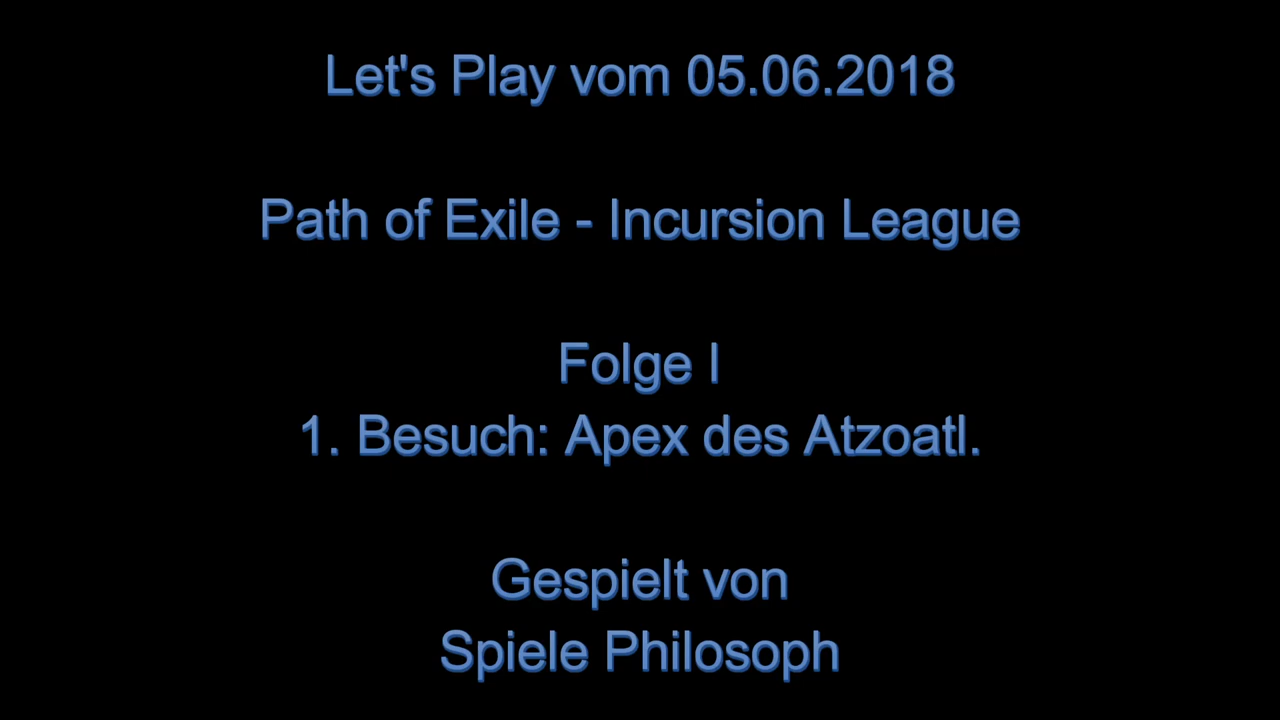 Let's Play vom 05.06.2018
Path of Exile - Incursion League
Folge I
1. Besuch: Apex des Atzoatl.
Gespielt von
Spiele Philosoph